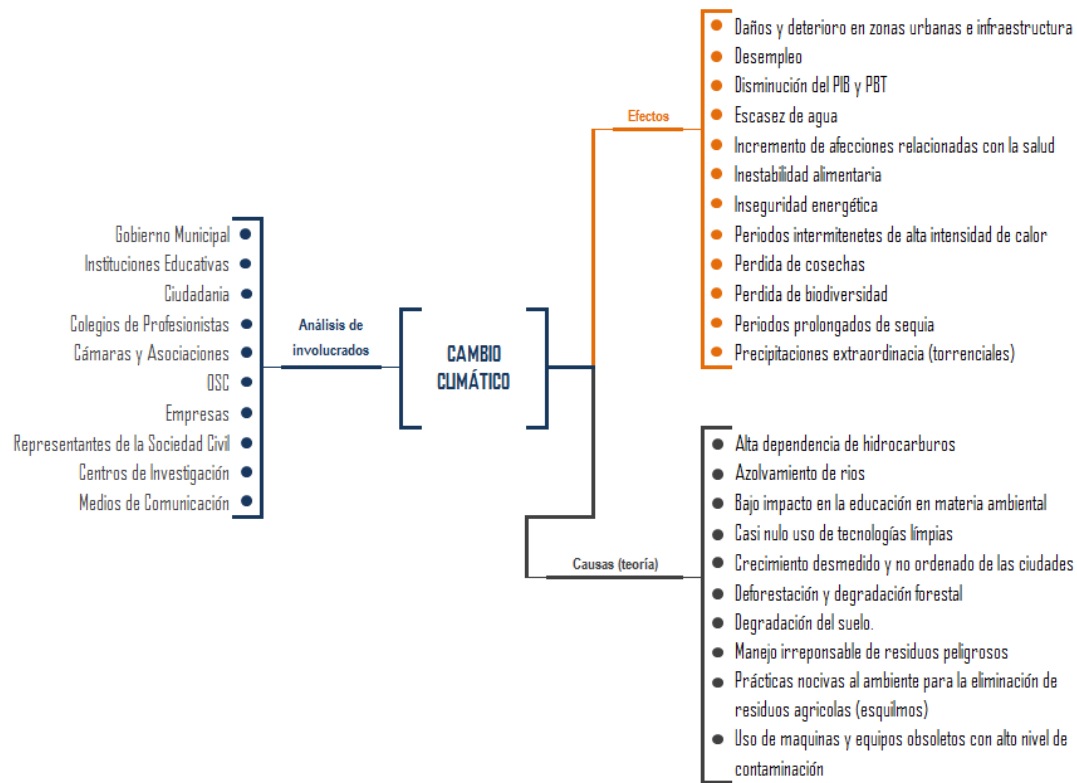 Gobierno Municipal
Instituciones Educativas
Ciudadania
Colegios de Profesionistas
Cámaras y Asociaciones
OSC
Empresas
Representantes de la Sociedad Civil
Centros de Investigación
Medios de Comunicación
Análisis de
involucrados
CAMBIO
CLIMÁTICO
Efectos
Daños y deterioro en zonas urbanas e infraestructura
Desempleo
Disminución del PIB y PBT
Escasez de agua
Incremento de afecciones relacionadas con la salud
Inestabilidad alimentaria
Inseguridad energética
Periodos intermitenetes de alta intensidad de calor
Perdida de cosechas
Perdida de biodiversidad
Periodos prolongados de sequia
Precipitaciones extraordinacia (torrenciales)
Causas (teoría)
Alta dependencia de hidrocarburos
Azolvamiento de rios
Bajo impacto en la educación en materia ambiental
Casi nulo uso de tecnologías límpias
Crecimiento desmedido y no ordenado de las ciudades
Deforestación y degradación forestal
Degradación del suelo.
Manejo irreponsable de residuos peligrosos
Prácticas nocivas al ambiente para la eliminación de
residuos agricolas (esquilmos)
Uso de maquinas y equipos obsoletos con alto nivel de
contaminación